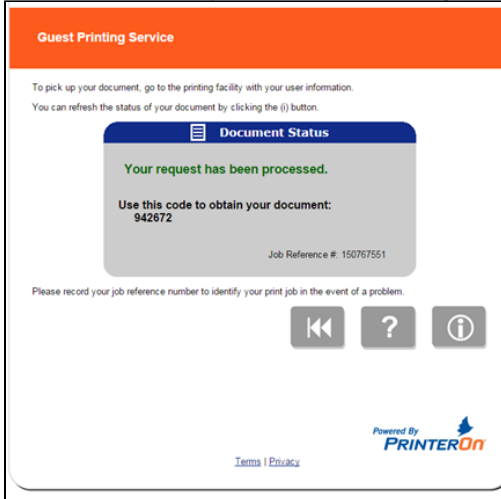 Guest Printing Service
To pick up your document, go to the printing facility with your user information.
You can refresh the status of your document by clicking the (i) button.
Document Status
Your request has been processed.
Use this code to obtain your document:
942672
Job Reference #: 150767551
Please record your job reference number to identify your print job in the event of a problem.
?
i
Powered By
PRINTERON
Terms | Privacy